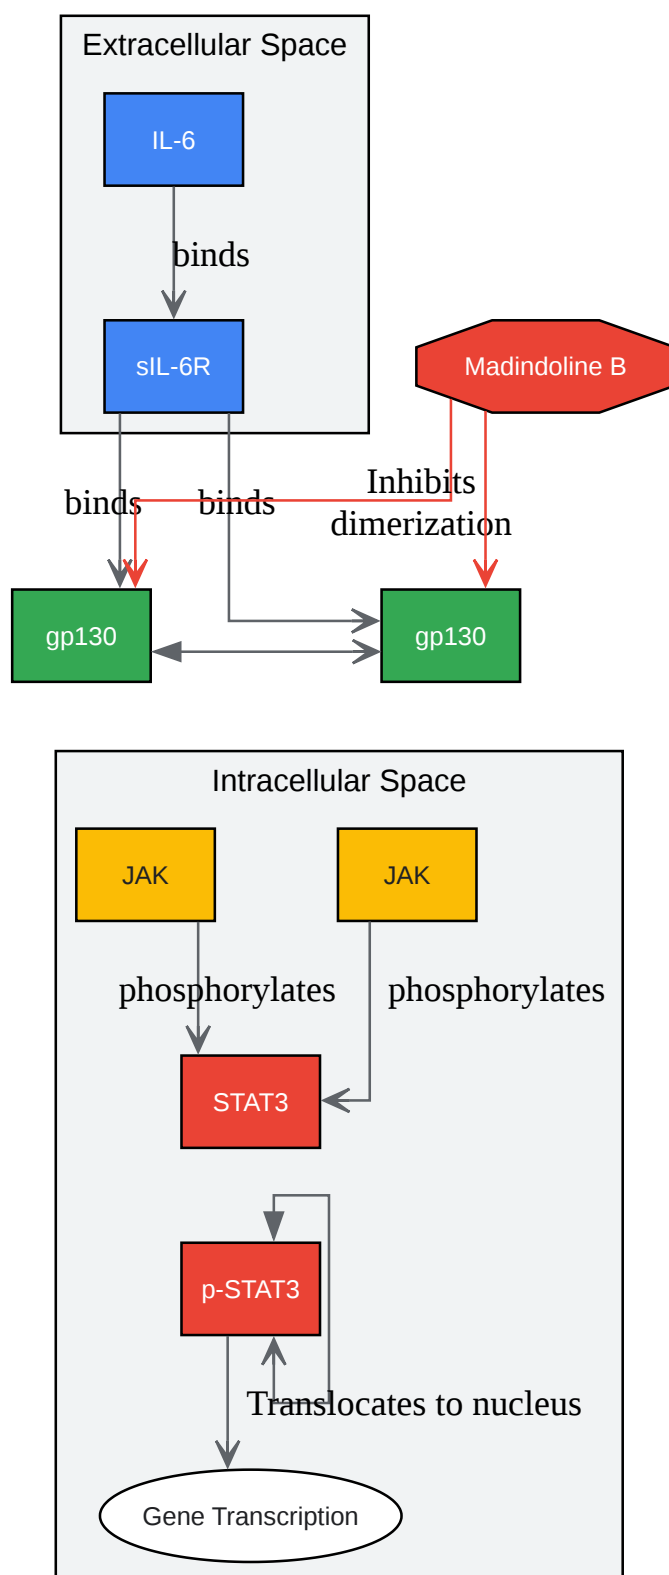 Extracellular Space
IL-6
binds
sIL-6R
Madindoline B
binds
binds
Inhibits
dimerization
gp130
gp130
Intracellular Space
JAK
JAK
phosphorylates
phosphorylates
STAT3
p-STAT3
Translocates to nucleus
Gene Transcription